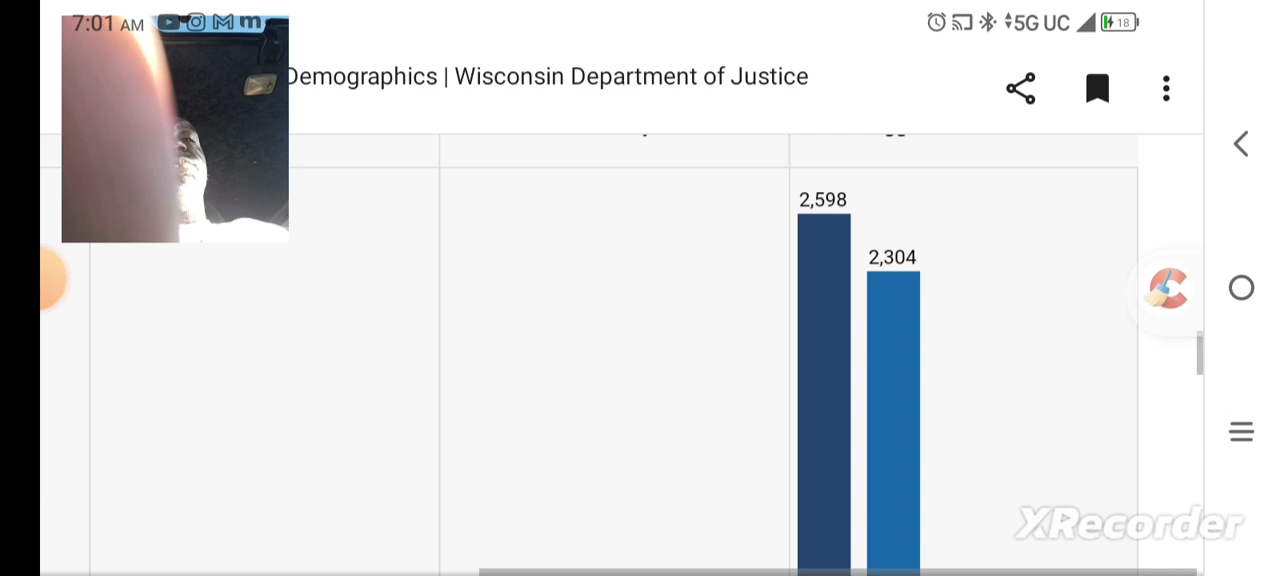 7:01 AM
5G UC
18
Demographics | Wisconsin Department of Justice
2,598
2,304
XRecorder